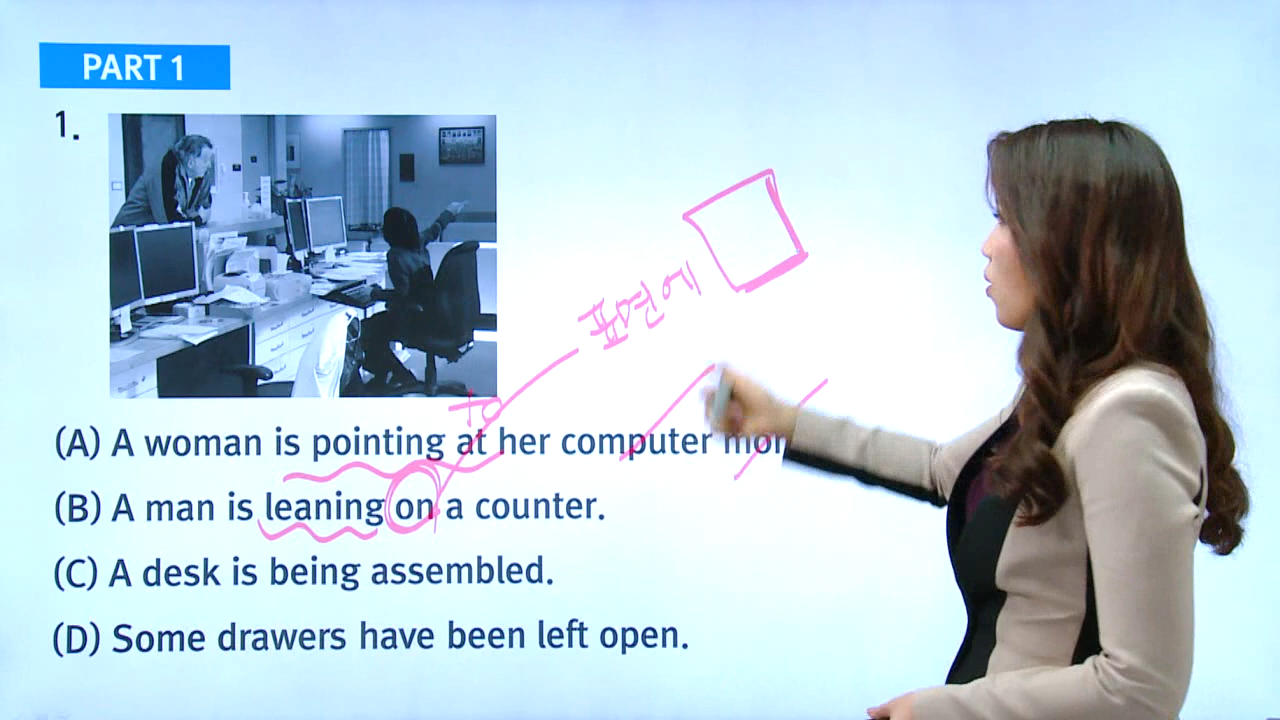 PART 1
1.
표면에
(A) A woman is pointing at her computer
(B) A man is leaning on a counter.
(C) A desk is being assembled.
(D) Some drawers have been left open.